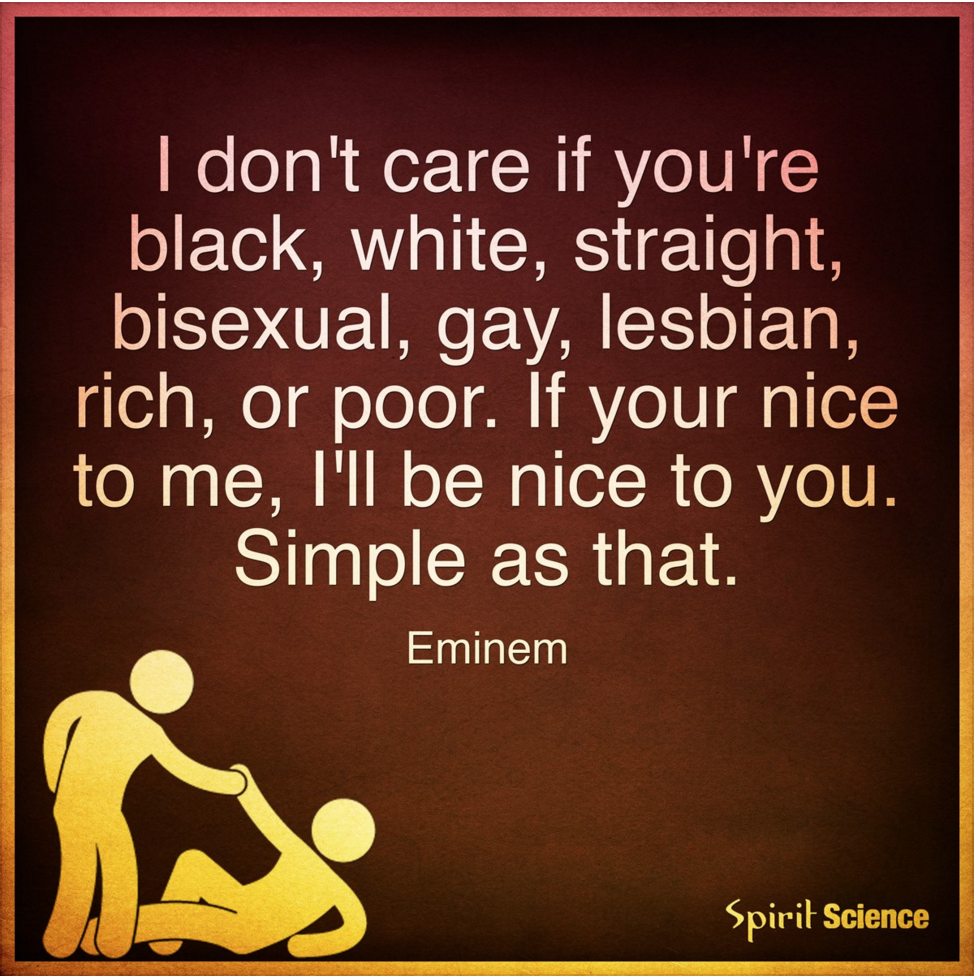 I don't care if you're
black, white, straight,
bisexual, gay, lesbian,
rich, or poor. If your nice
to me, I'll be nice to you.
Simple as that.
Eminem
Spirit Science